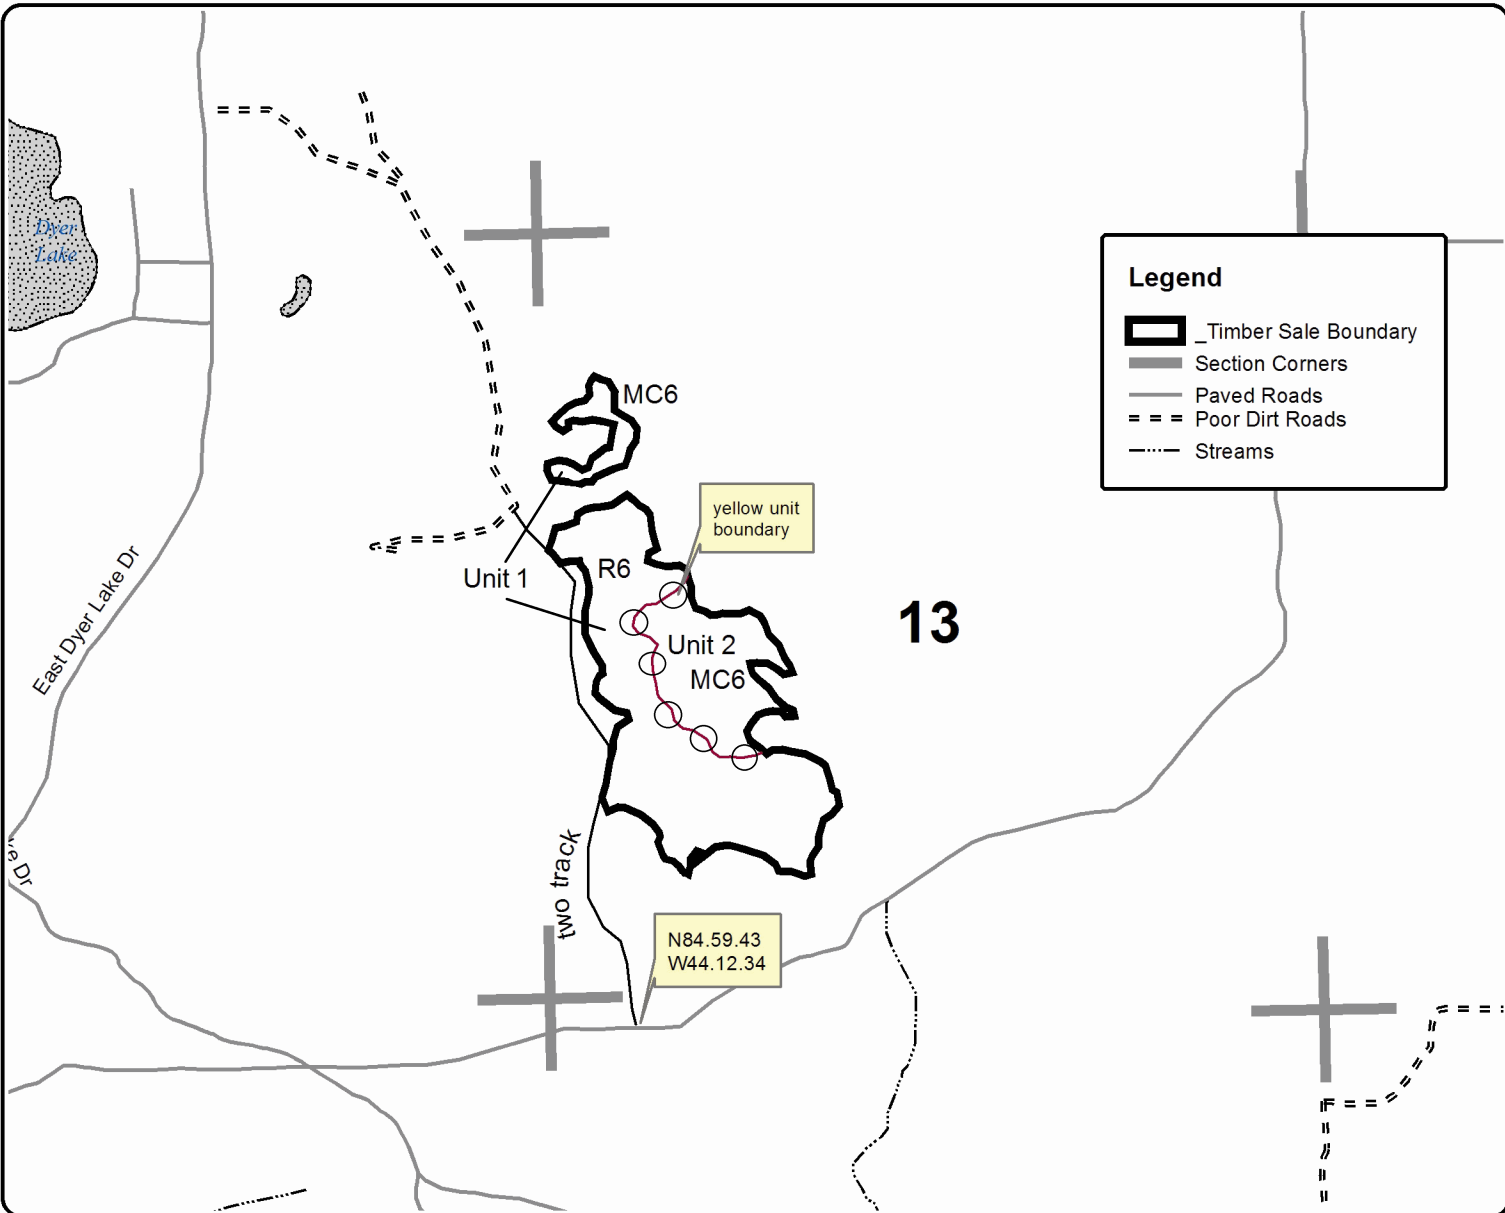 Dyer
Lake
Legend
_Timber Sale Boundary
Section Corners
Paved Roads
Poor Dirt Roads
Streams
MC6
yellow unit
boundary
R6
Unit 1
13
Unit 2
MC6
East Dyer Lake Dr
two track
ke Dr
N84.59.43
W44.12.34